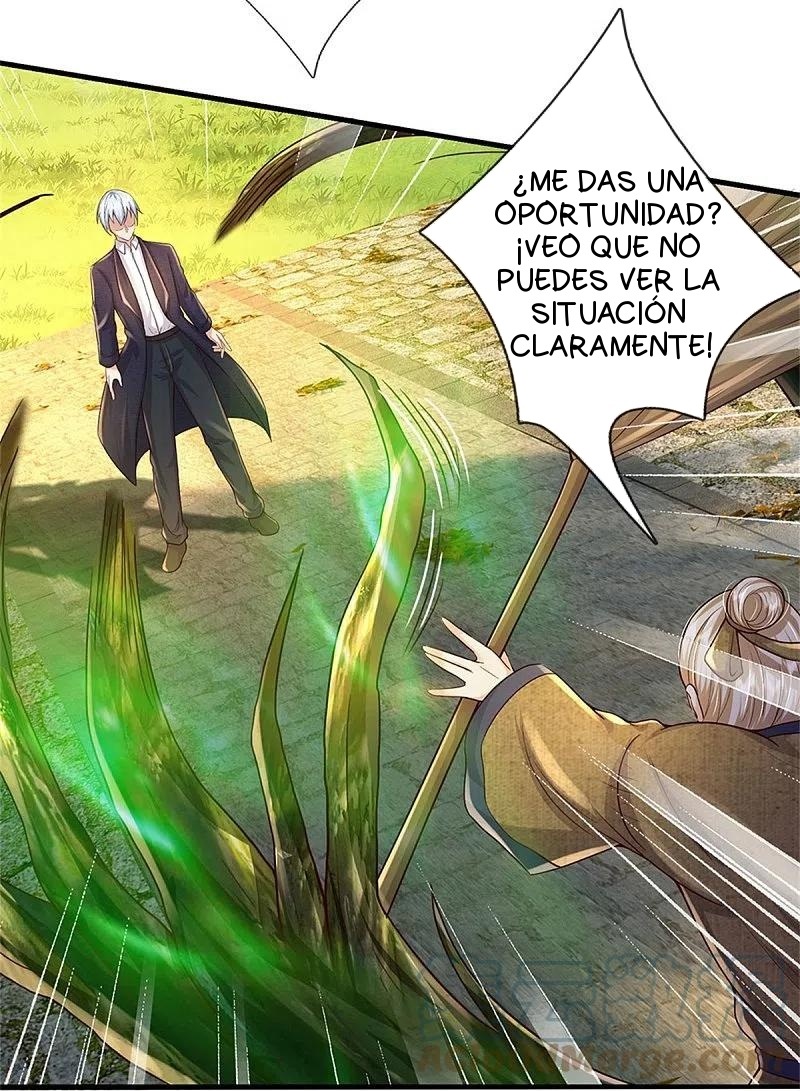 ¿ME DAS UNA
OPORTUNIDAD?
¡VEO QUE NO
PUEDES VER LA
SITUACIÓN
CLARAMENTE!